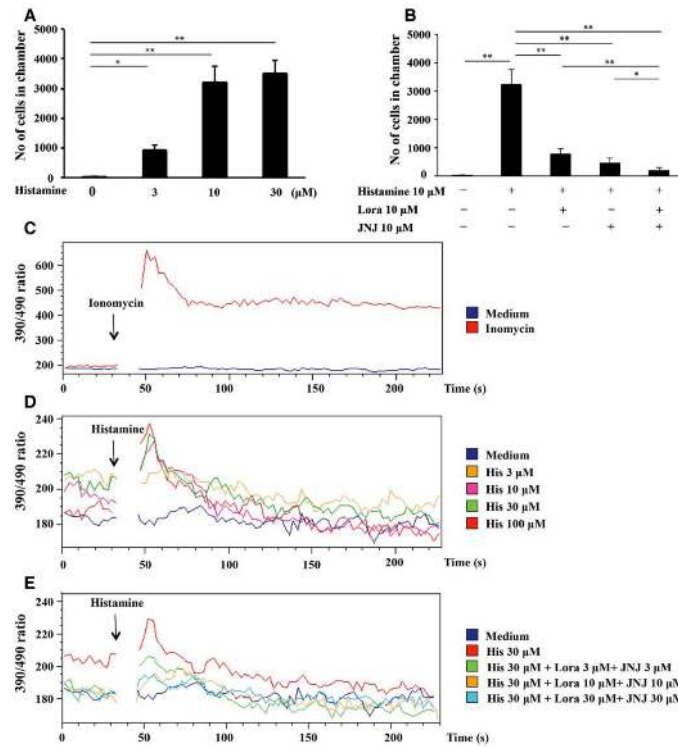 A
**
**
*
No of cells in chamber
5000
4000
3000
2000
1000
0
Histamine 0 3 10 30 (μM)
B
**
**
** **
**
*
No of cells in chamber
5000
4000
3000
2000
1000
0
Histamine 10 μM − + + + +
Lora 10 μM − − + − +
JNJ 10 μM − − − + +
C
390/490 ratio
600
500
400
300
200
Ionomycin
0 50 100 150 200 Time (s)
Medium
Inomycin
D
390/490 ratio
240
220
200
180
Histamine
0 50 100 150 200
Time (s)
Medium
His 3 μM
His 10 μM
His 30 μM
His 100 μM
E
390/490 ratio
240
220
200
180
Histamine
0 50 100 150 200
Time (s)
Medium
His 30 μM
His 30 μM + Lora 3 μM+ JNJ 3 μM
His 30 μM + Lora 10 μM+ JNJ 10 μM
His 30 μM + Lora 30 μM+ JNJ 30 μM